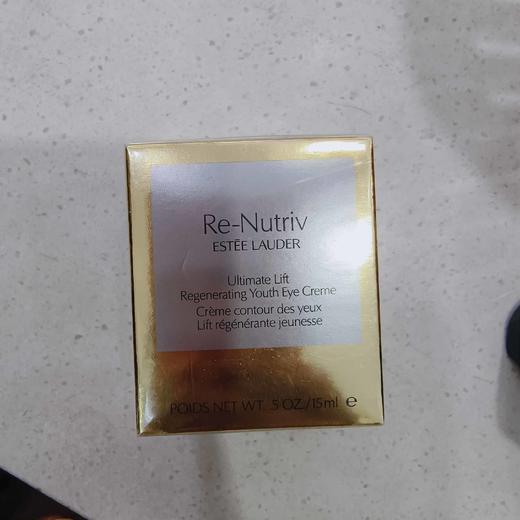 Re-Nutriv
ESTĒE LAUDER
Ultimate Lift
Regenerating Youth Eye Creme
Crème contour des yeux
Lift régénérante jeunesse
POIDS NET WT. .5 OZ./15ml ℮